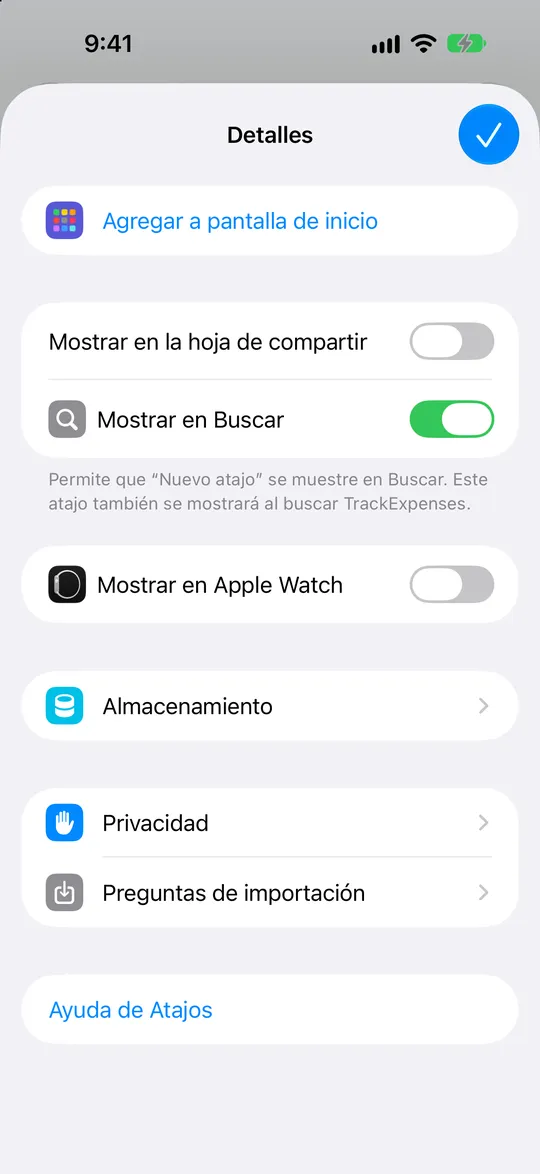 9:41
Detalles
Agregar a pantalla de inicio
Mostrar en la hoja de compartir
Mostrar en Buscar
Permite que “Nuevo atajo” se muestre en Buscar. Este
atajo también se mostrará al buscar TrackExpenses.
Mostrar en Apple Watch
Almacenamiento
Privacidad
Preguntas de importación
Ayuda de Atajos